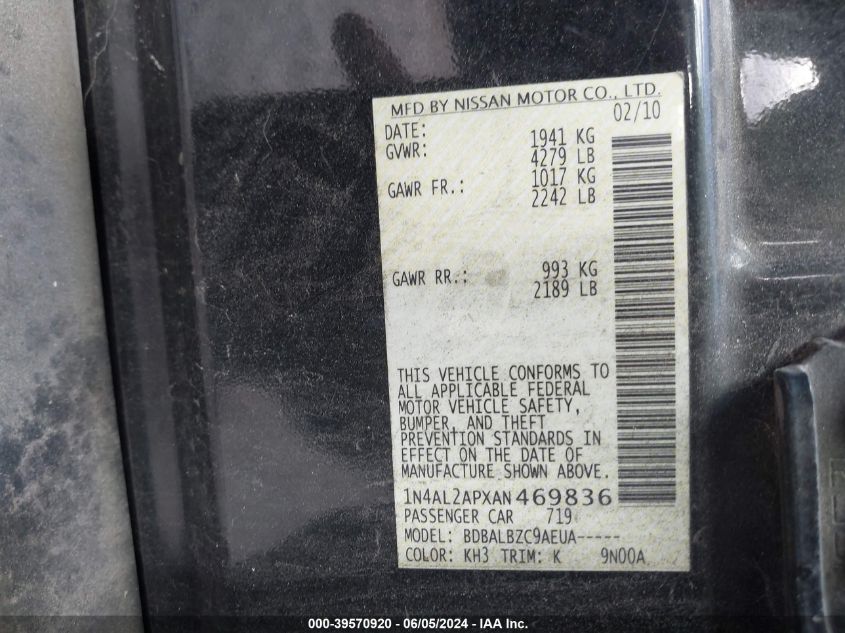 MFD BY NISSAN MOTOR CO., LTD.
DATE: 02/10
GVWR: 1941 KG
4279 LB
GAWR FR.: 1017 KG
2242 LB
GAWR RR.: 993 KG
2189 LB
THIS VEHICLE CONFORMS TO
ALL APPLICABLE FEDERAL
MOTOR VEHICLE SAFETY,
BUMPER, AND THEFT
PREVENTION STANDARDS IN
EFFECT ON THE DATE OF
MANUFACTURE SHOWN ABOVE.
1N4AL2APXAN469836
PASSENGER CAR 719
MODEL: BDBALBZC9AEUA-----
COLOR: KH3 TRIM: K 9N00A
000-39570920 - 06/05/2024 - IAA Inc.